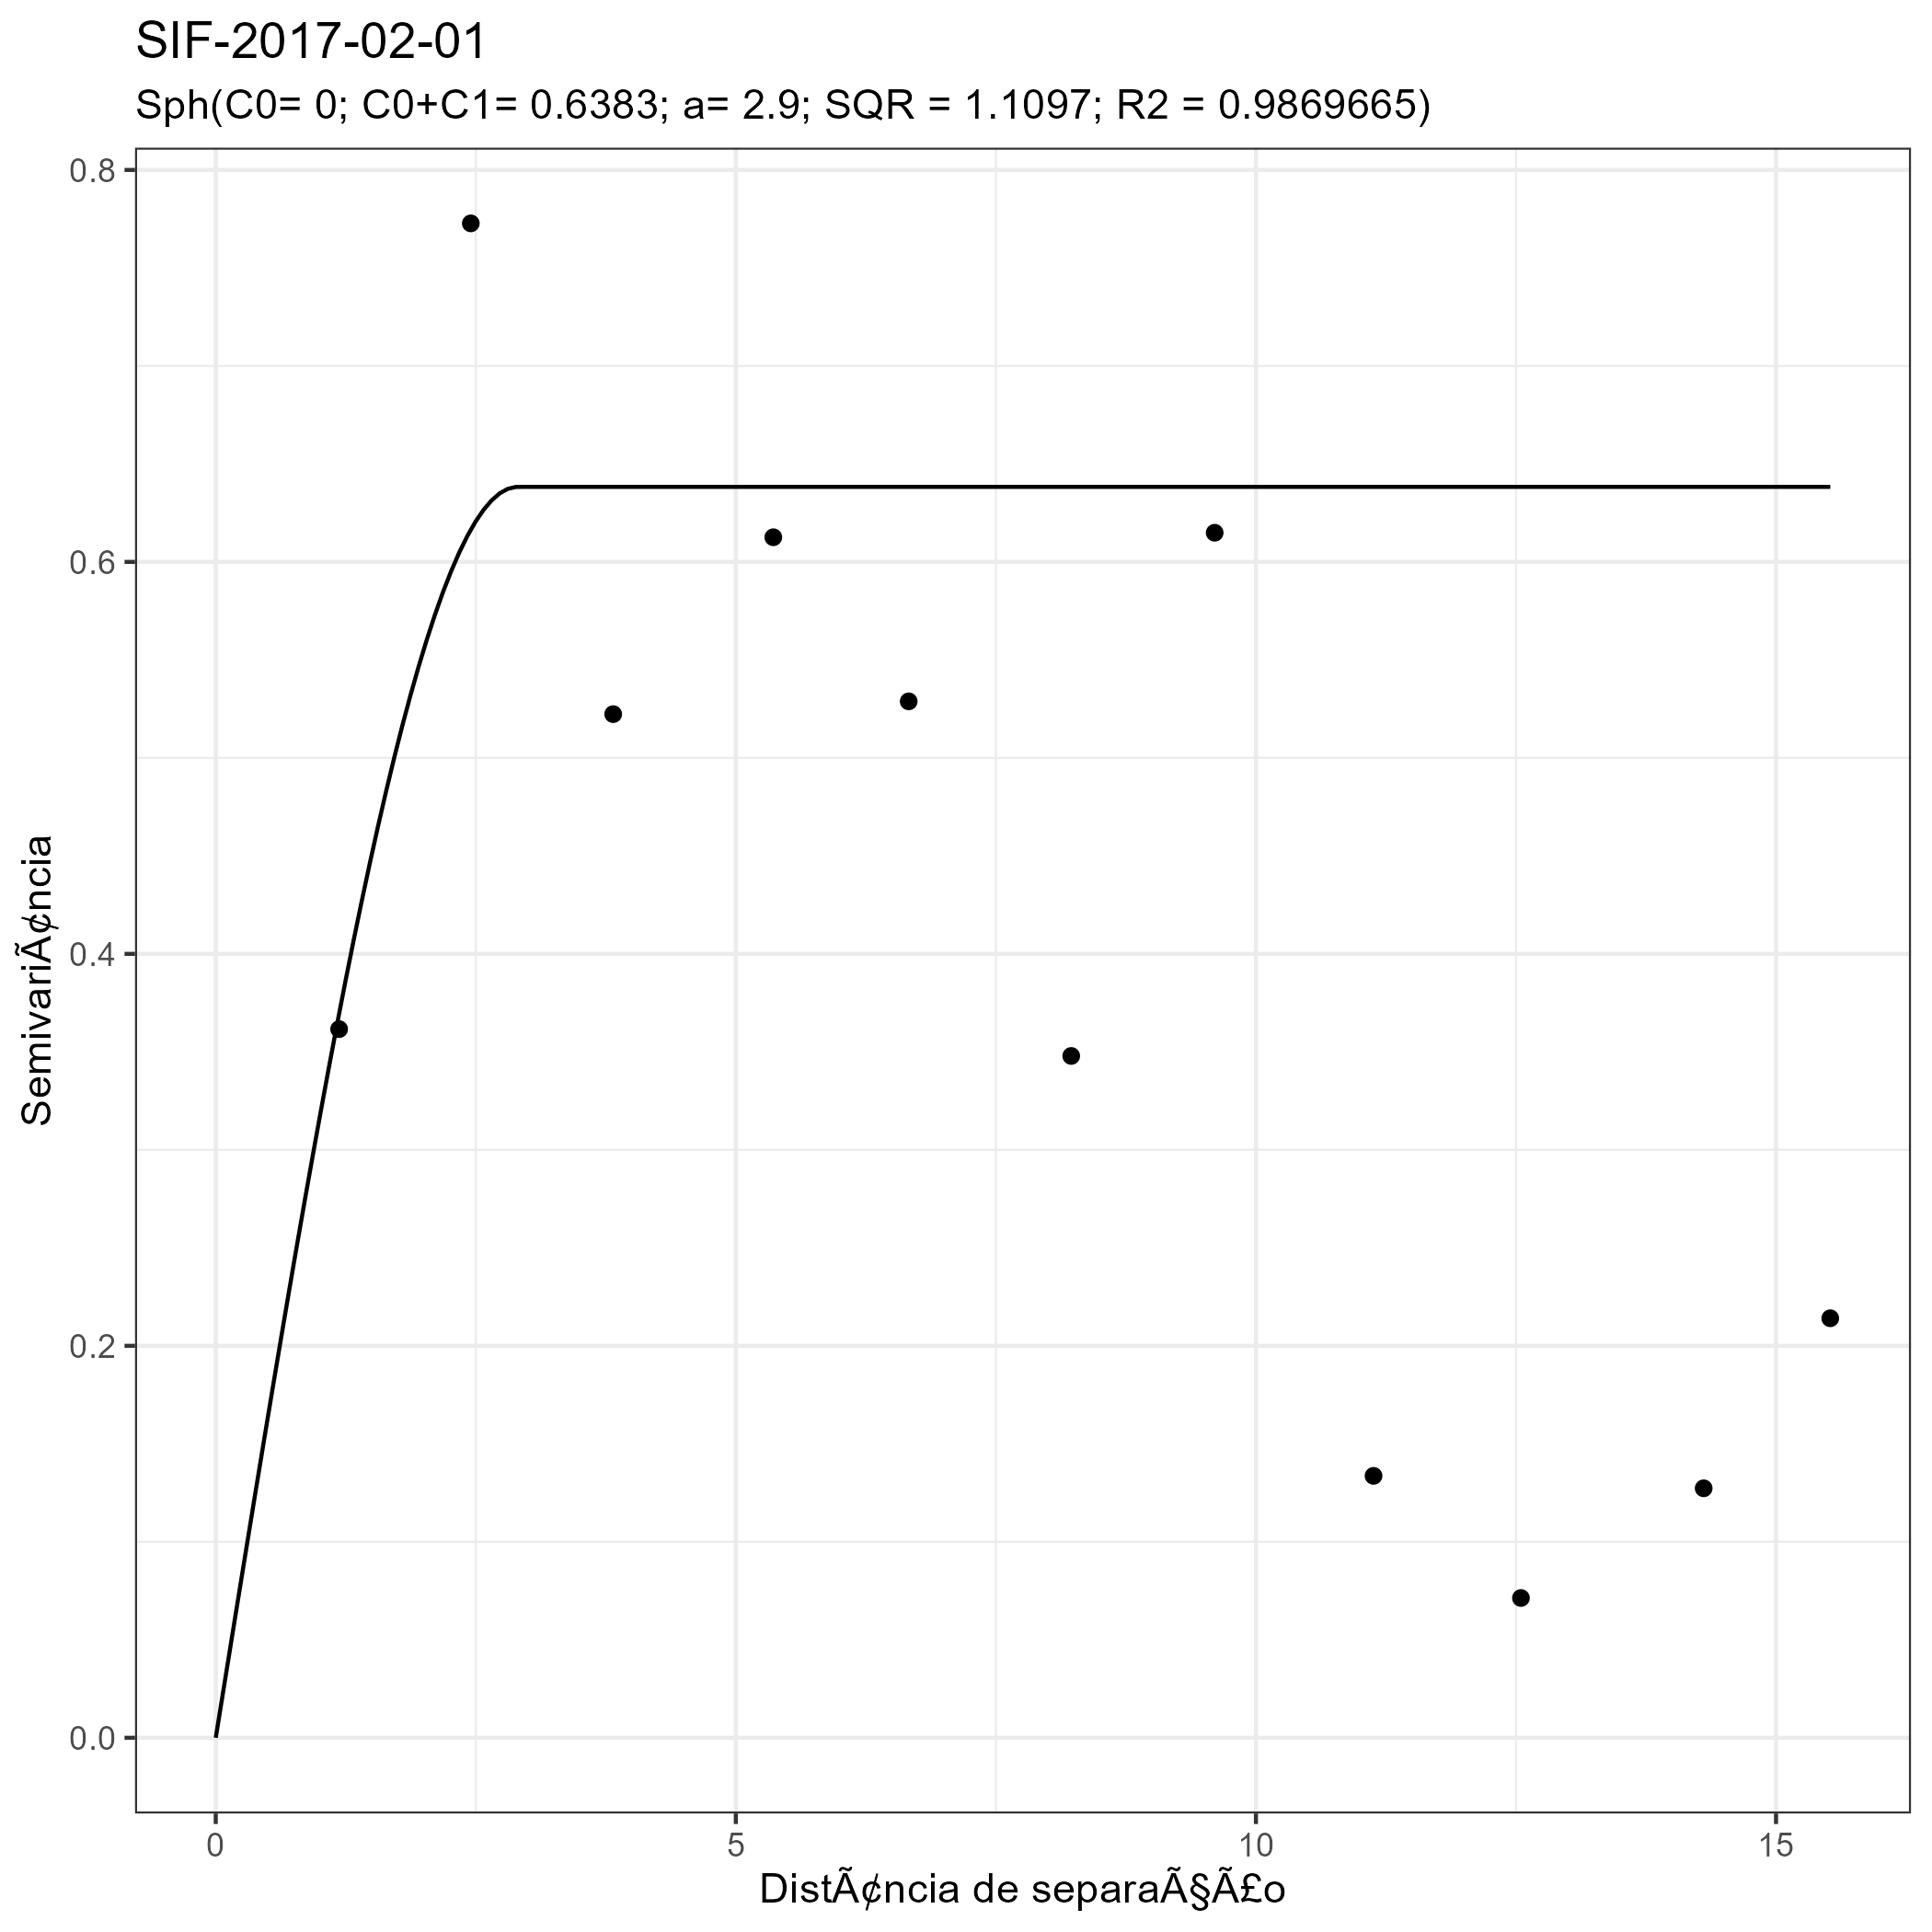 SIF-2017-02-01
Sph(C0= 0; C0+C1= 0.6383; a= 2.9; SQR = 1.1097; R2 = 0.9869665)
0.8
0.6
0.4
0.2
0.0
SemivariÃ¢ncia
0
5
10
15
DistÃ¢ncia de separaÃ§Ã£o